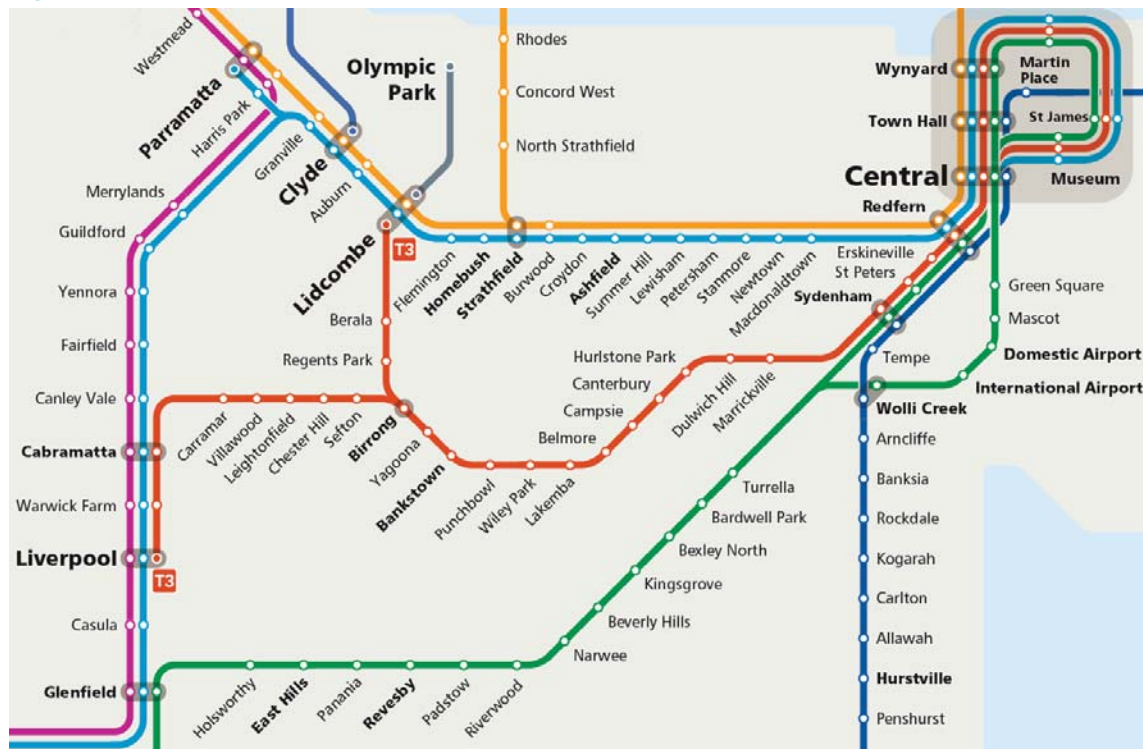 Westmead
Parramatta
Harris Park
Merrylands
Guildford
Yennora
Fairfield
Canley Vale
Cabramatta
Warwick Farm
Liverpool
T3
Casula
Glenfield
Granville
Clyde
Auburn
Olympic
Park
Lidcombe
T3
Berala
Regents Park
Rhodes
Concord West
North Strathfield
Flemington
Homebush
Strathfield
Burwood
Croydon
Ashfield
Summer Hill
Lewisham
Petersham
Stanmore
Newtown
Macdonaldtown
Wynyard
Martin
Place
Town Hall
St James
Central
Museum
Redfern
Erskineville
St Peters
Sydenham
Green Square
Mascot
Domestic Airport
International Airport
Tempe
Wolli Creek
Arncliffe
Banksia
Rockdale
Kogarah
Carlton
Allawah
Hurstville
Penshurst
Carramar
Villawood
Leightonfield
Chester Hill
Sefton
Birrong
Yagoona
Bankstown
Punchbowl
Wiley Park
Lakemba
Belmore
Campsie
Canterbury
Hurlstone Park
Dulwich Hill
Marrickville
Turrella
Bardwell Park
Bexley North
Kingsgrove
Beverly Hills
Narwee
Riverwood
Padstow
Revesby
Panania
East Hills
Holsworthy